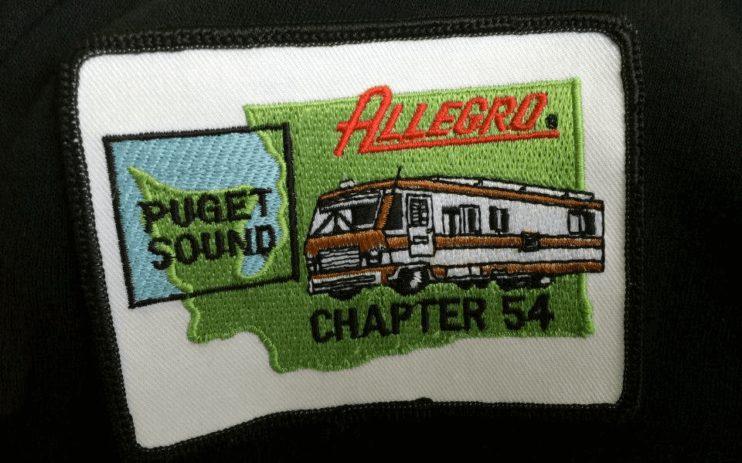 ALLEGRO®
PUGET
SOUND
CHAPTER 54